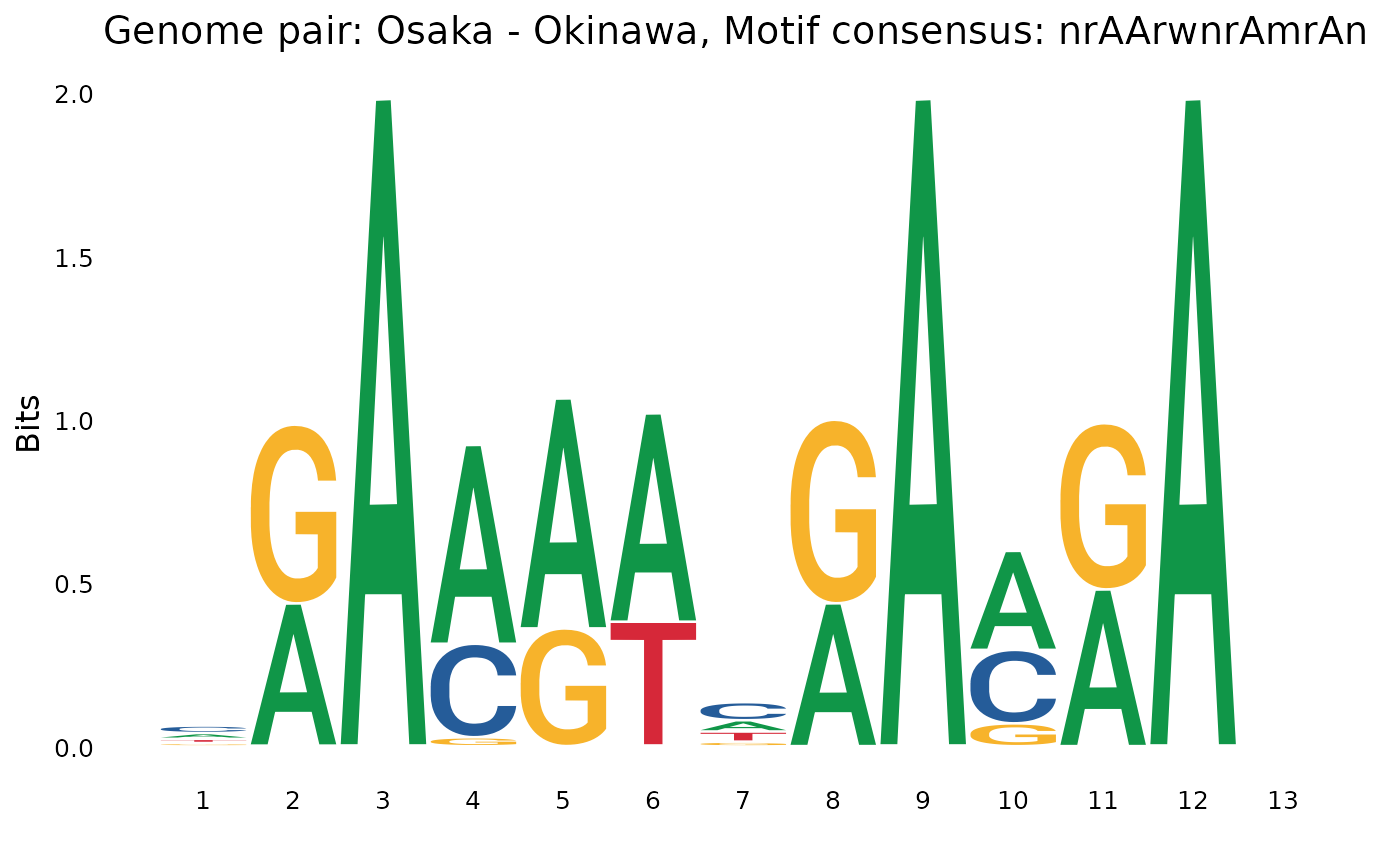 Genome pair: Osaka - Okinawa, Motif consensus: nrAArwnrAmrAn
2.0
1.5
1.0
0.5
0.0
Bits
C A T G
G A
A
A C G
A G
A T
C A T G
G A
A
A C G
G A
A
1 2 3 4 5 6 7 8 9 10 11 12 13